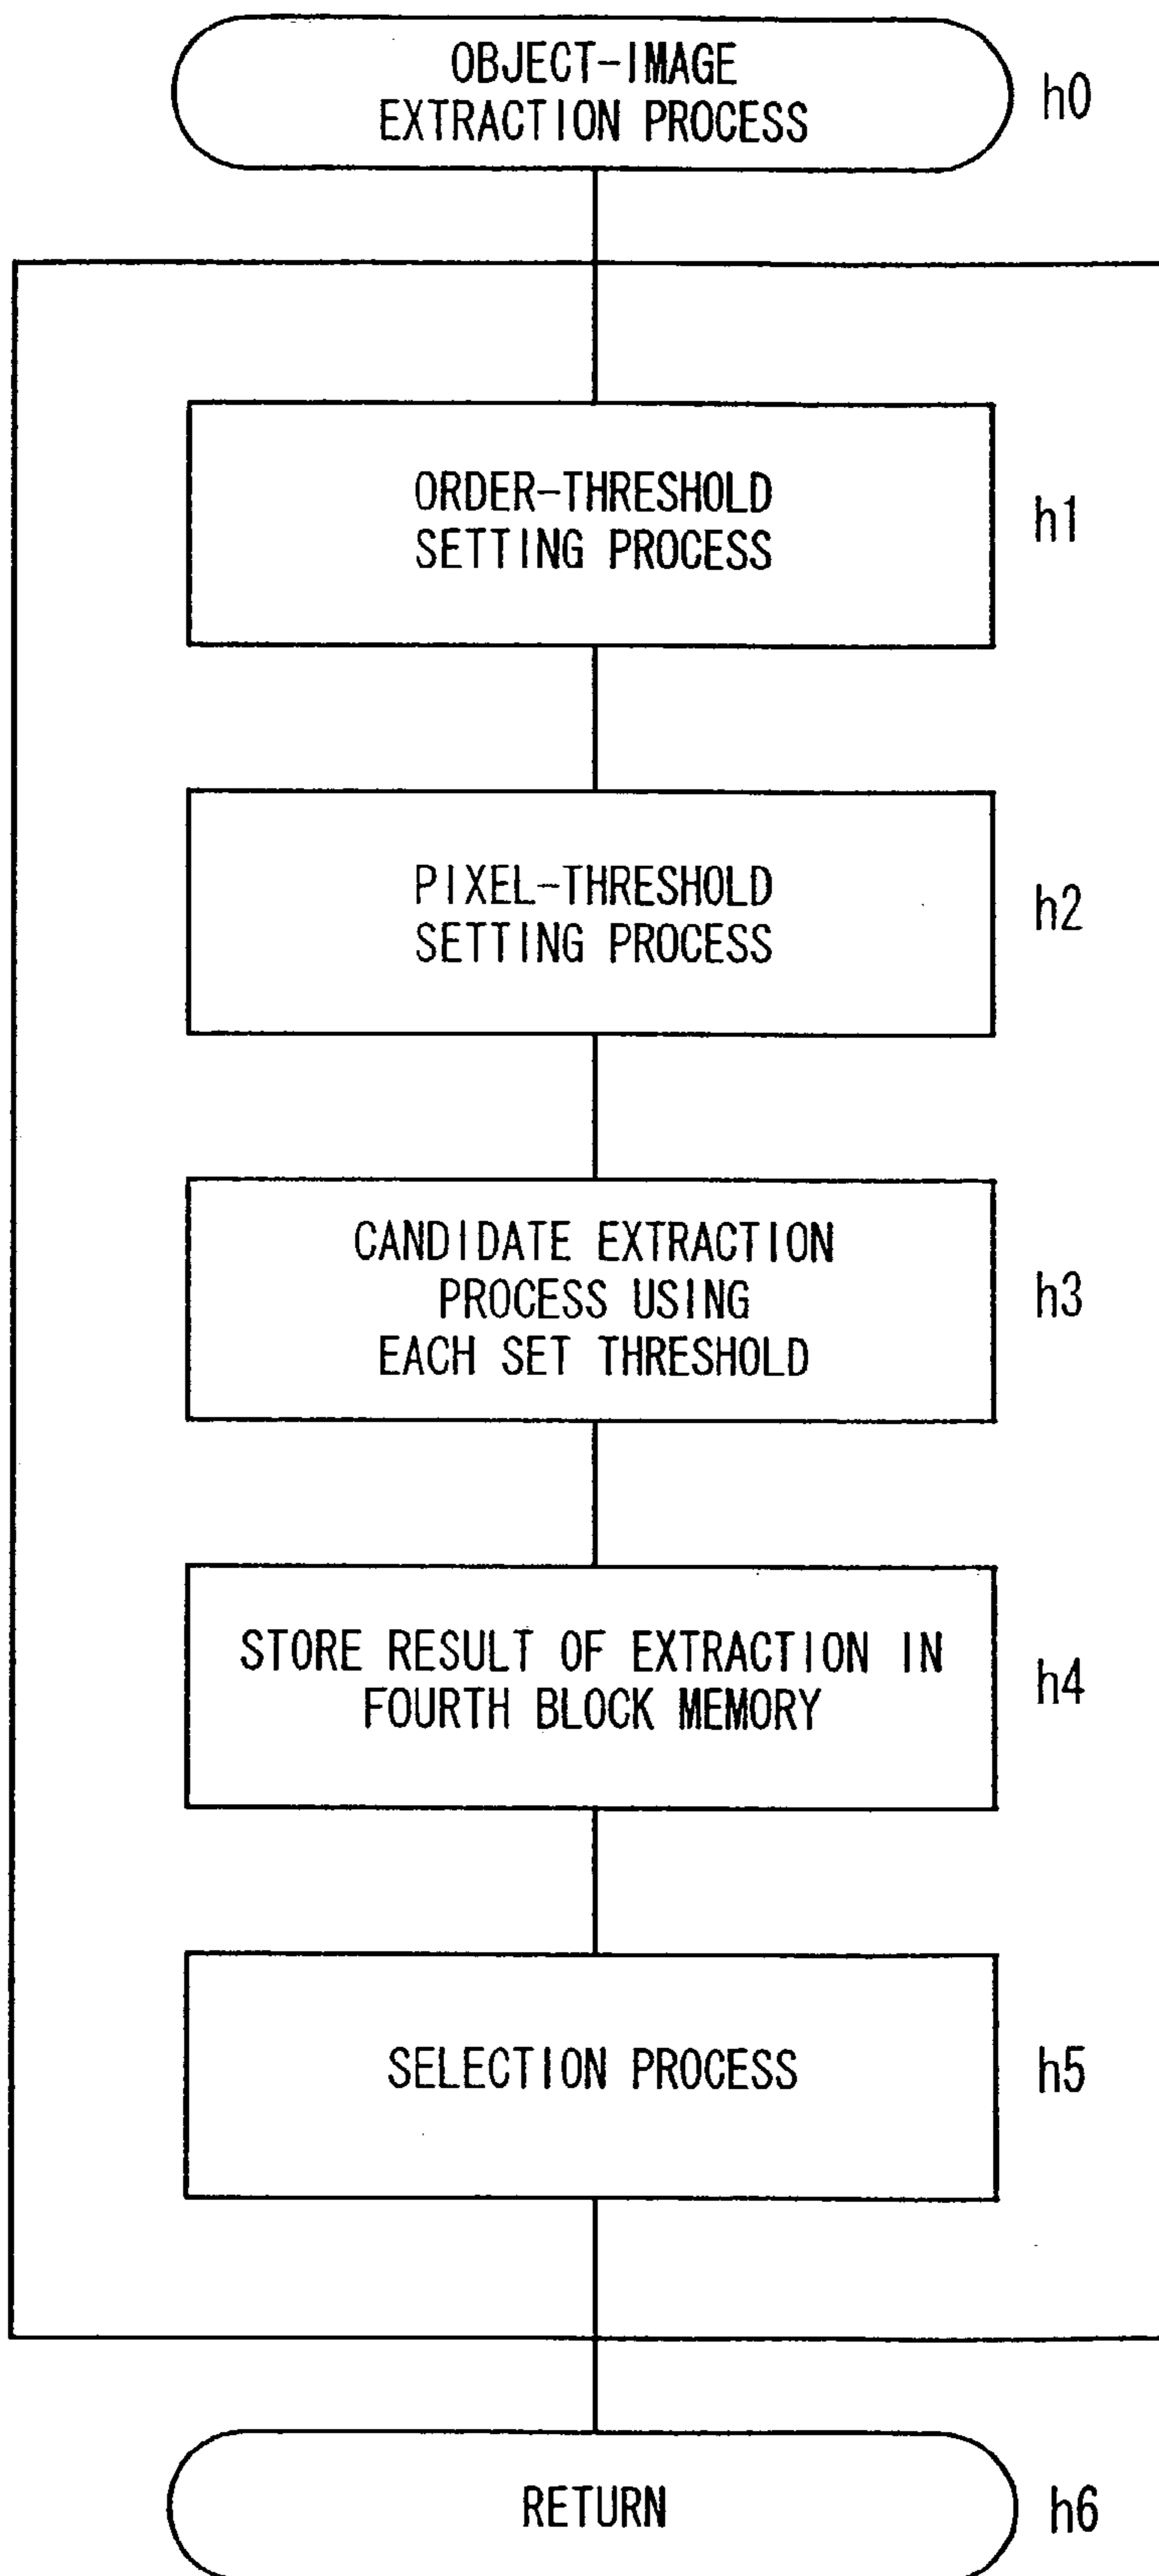 OBJECT-IMAGE
EXTRACTION PROCESS
h0
ORDER-THRESHOLD
SETTING PROCESS
h1
PIXEL-THRESHOLD
SETTING PROCESS
h2
CANDIDATE EXTRACTION
PROCESS USING
EACH SET THRESHOLD
h3
STORE RESULT OF EXTRACTION IN
FOURTH BLOCK MEMORY
h4
SELECTION PROCESS
h5
RETURN
h6